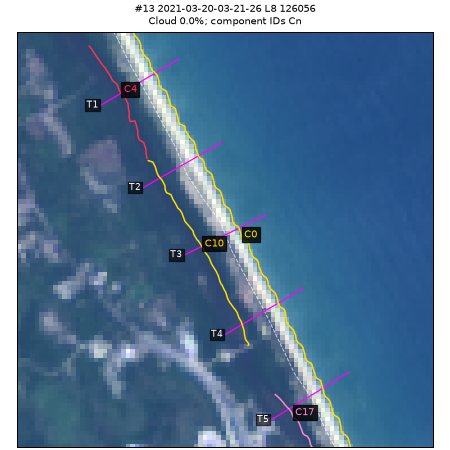 #13 2021-03-20-03-21-26 L8 126056
Cloud 0.0%; component IDs Cn
C4
T1
T2
C0
C10
T3
T4
C17
T5